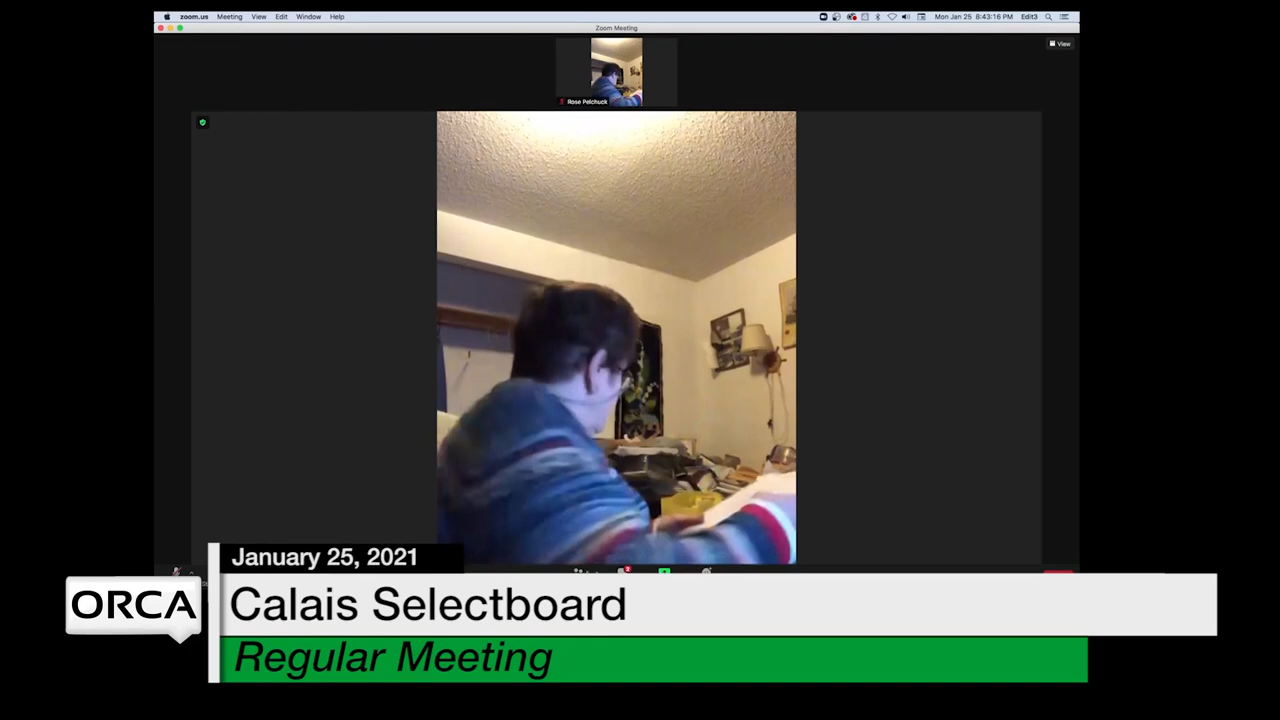 zoom.us Meeting View Edit Window Help Mon Jan 25 8:43:16 PM Edit3
Zoom Meeting
View
Rose Pelchuck
January 25, 2021
ORCA
Calais Selectboard
Regular Meeting